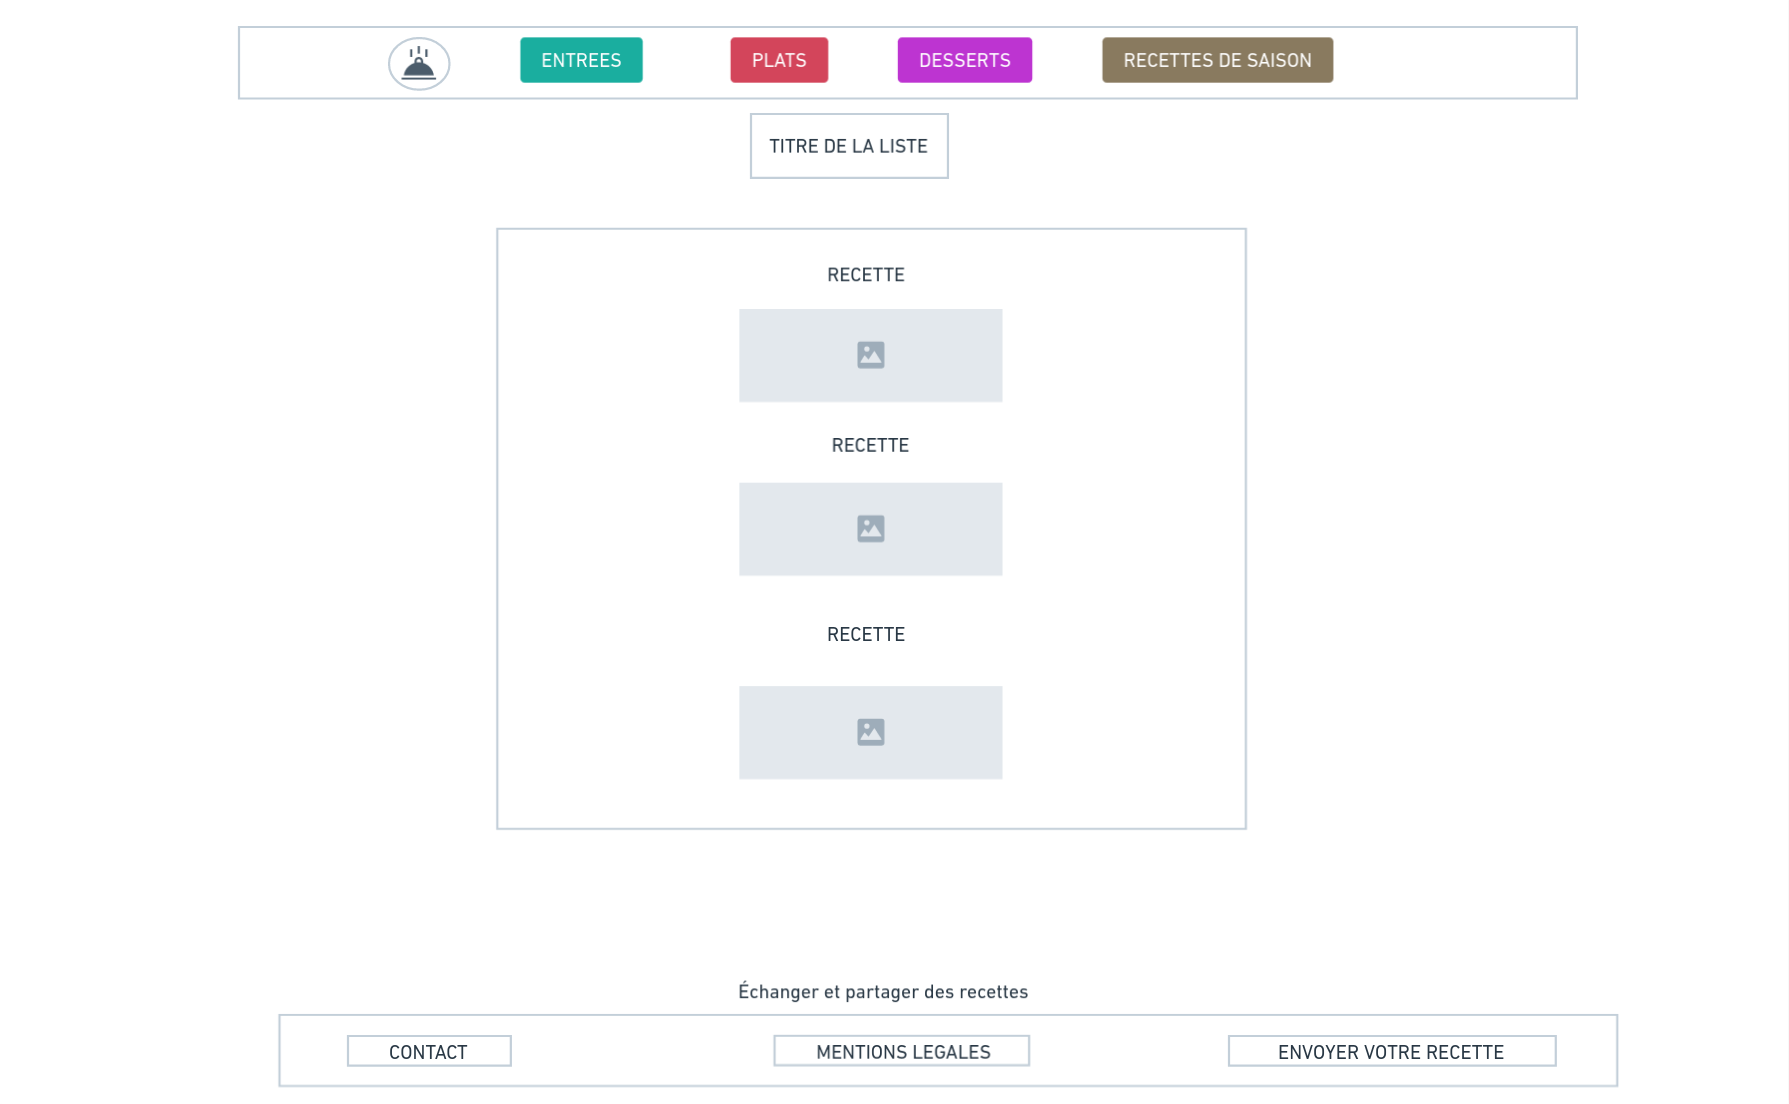 ENTREES
PLATS
DESSERTS
RECETTES DE SAISON
TITRE DE LA LISTE
RECETTE
RECETTE
RECETTE
Échanger et partager des recettes
CONTACT
MENTIONS LEGALES
ENVOYER VOTRE RECETTE